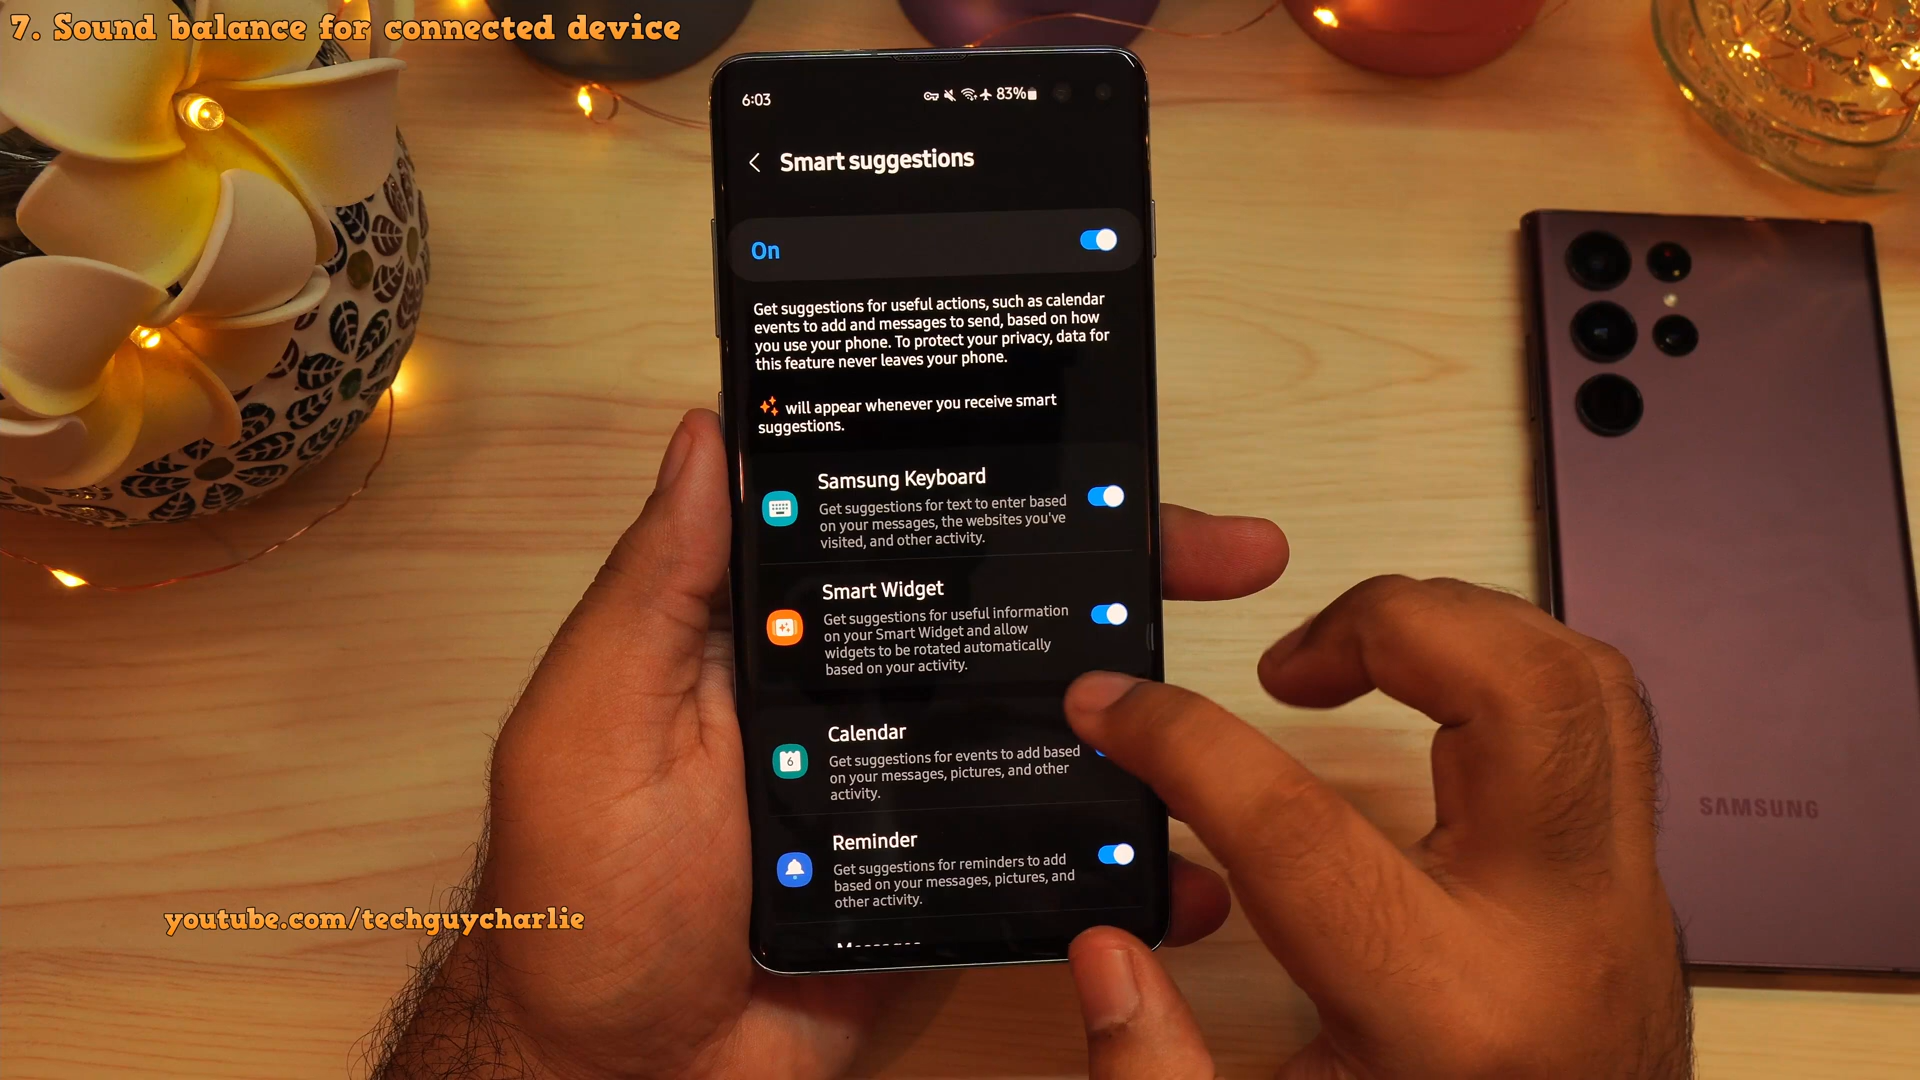 7. Sound balance for connected device
6:03
83%
Smart suggestions
On
Get suggestions for useful actions, such as calendar
events to add and messages to send, based on how
you use your phone. To protect your privacy, data for
this feature never leaves your phone.
will appear whenever you receive smart
suggestions.
Samsung Keyboard
Get suggestions for text to enter based
on your messages, the websites you've
visited, and other activity.
Smart Widget
Get suggestions for useful information
on your Smart Widget and allow
widgets to be rotated automatically
based on your activity.
6
Calendar
Get suggestions for events to add based
on your messages, pictures, and other
activity.
Reminder
Get suggestions for reminders to add
based on your messages, pictures, and
other activity.
SAMSUNG
youtube.com/techguycharlie